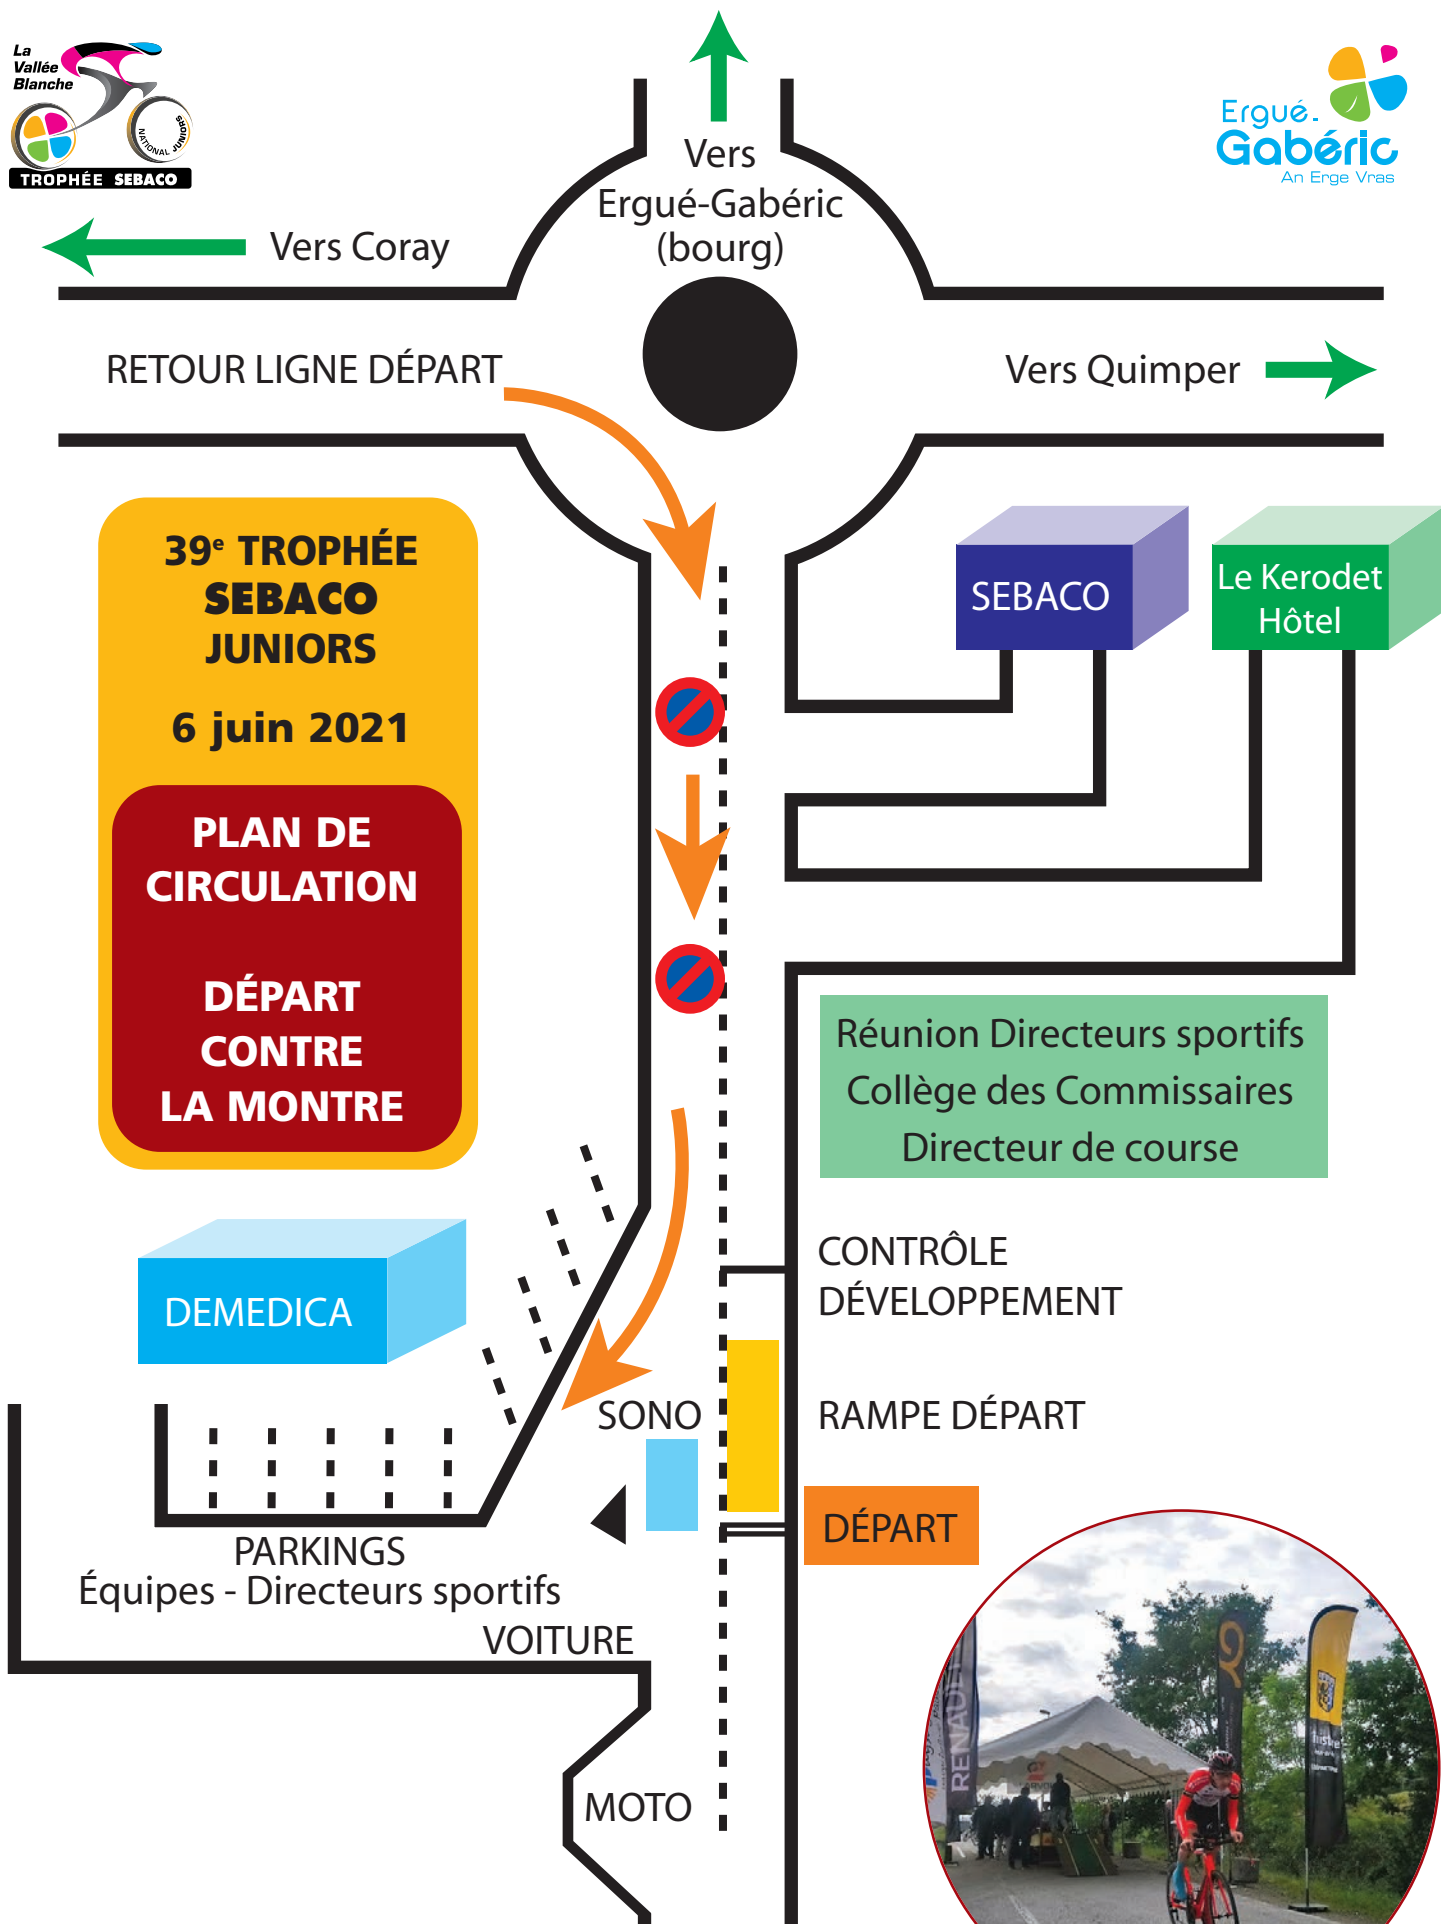 La
Vallée
Blanche
NATIONAL JUNIORS
TROPHÉE SEBACO
Ergué-
Gabéric
An Erge Vras
Vers
Ergué-Gabéric
(bourg)
Vers Coray
RETOUR LIGNE DÉPART
Vers Quimper
39e TROPHÉE
SEBACO
JUNIORS
6 juin 2021
PLAN DE
CIRCULATION
DÉPART
CONTRE
LA MONTRE
SEBACO
Le Kerodet
Hôtel
Réunion Directeurs sportifs
Collège des Commissaires
Directeur de course
CONTRÔLE
DÉVELOPPEMENT
DEMEDICA
SONO
RAMPE DÉPART
DÉPART
PARKINGS
Équipes - Directeurs sportifs
VOITURE
MOTO
RENAULT